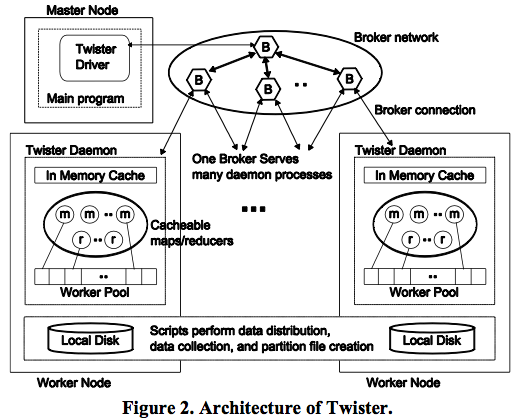 Master Node
Twister
Driver
Main program
B
Broker network
B
B
B
..
Broker connection
Twister Daemon
In Memory Cache
m m ·· m
r ·· r
Cacheable
maps/reducers
··
Worker Pool
One Broker Serves
many daemon processes
...
Twister Daemon
In Memory Cache
m m ·· m
r ·· r
··
Worker Pool
Local Disk
Scripts perform data distribution,
data collection, and partition file creation
Local Disk
Worker Node
Worker Node
Figure 2. Architecture of Twister.